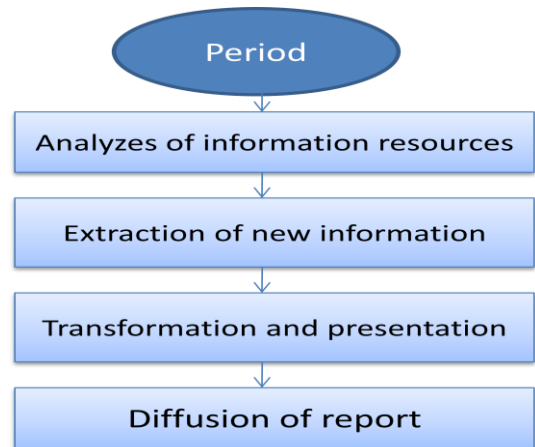 Period
Analyzes of information resources
Extraction of new information
Transformation and presentation
Diffusion of report